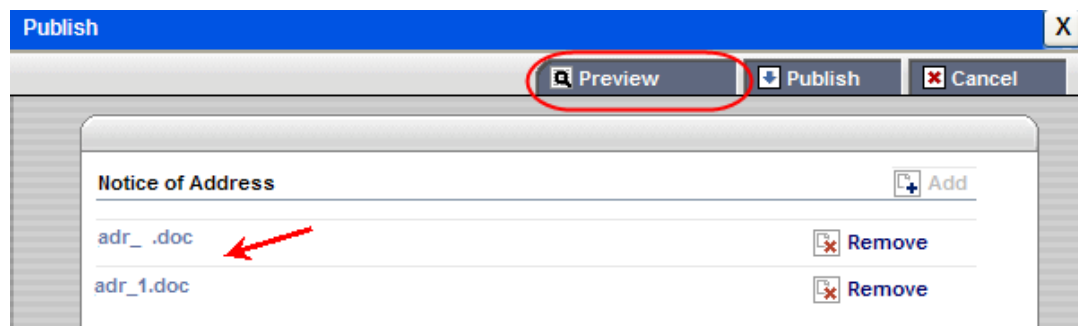 Publish X
Preview Publish Cancel
Notice of Address Add
adr_ .doc Remove
adr_1.doc Remove